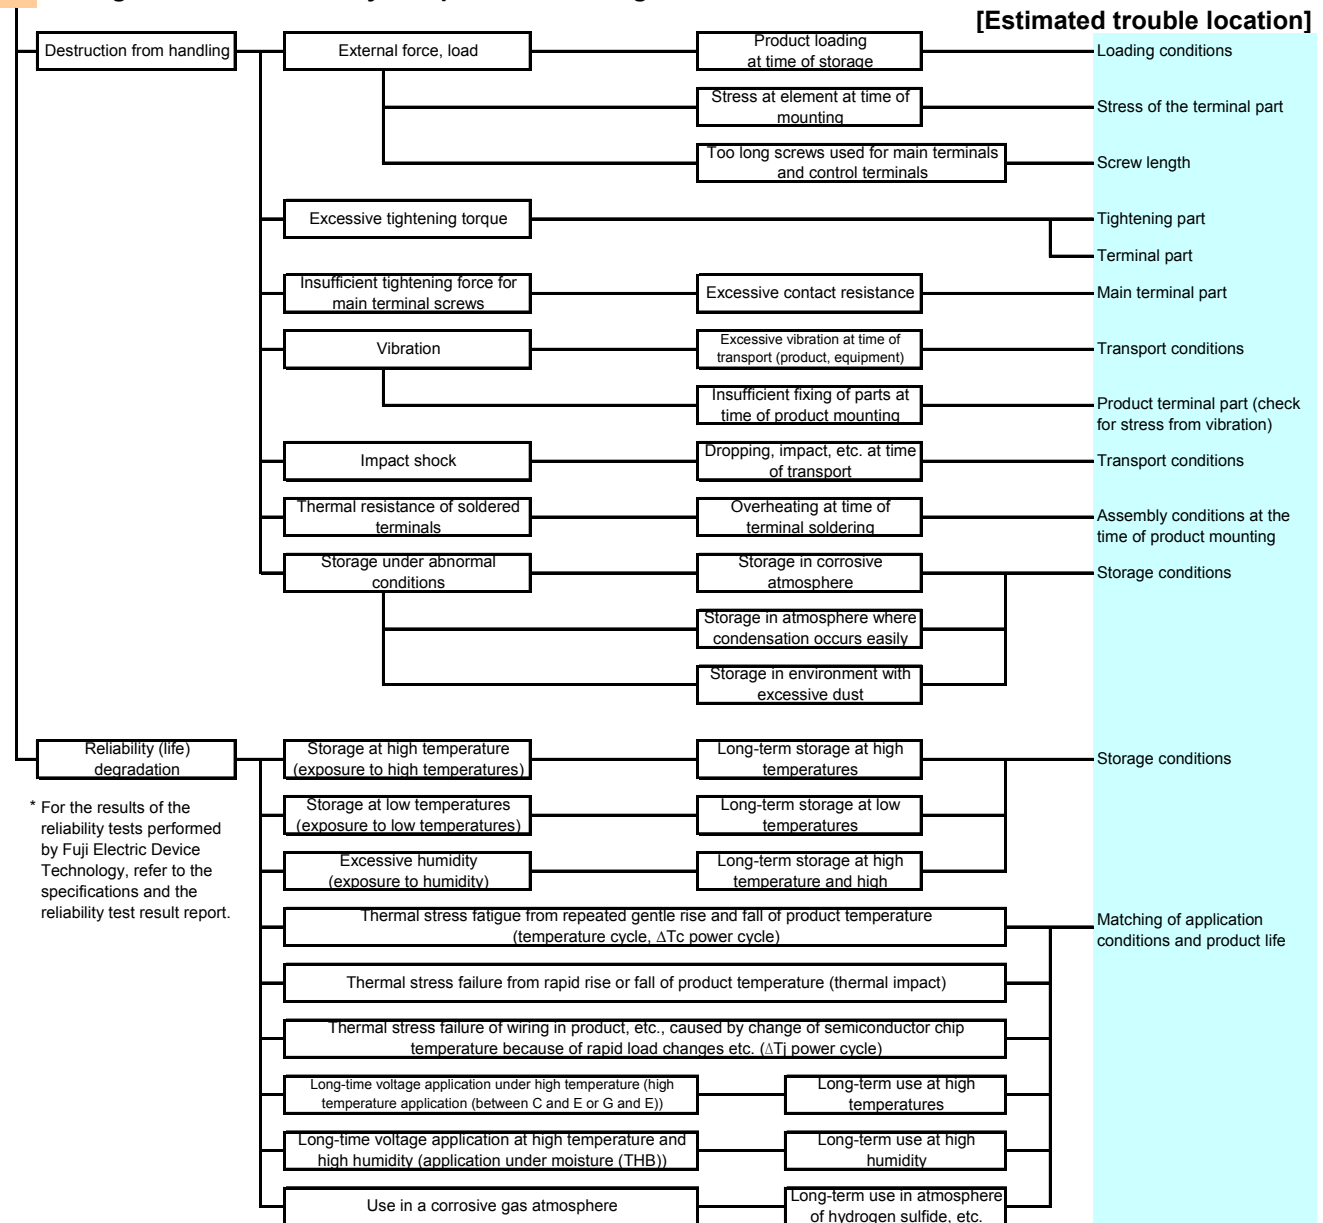 [Estimated trouble location]
Destruction from handling
External force, load
Product loading
at time of storage
Loading conditions
Stress at element at time of
mounting
Stress of the terminal part
Too long screws used for main terminals
and control terminals
Screw length
Excessive tightening torque
Tightening part
Terminal part
Insufficient tightening force for
main terminal screws
Excessive contact resistance
Main terminal part
Vibration
Excessive vibration at time of
transport (product, equipment)
Transport conditions
Insufficient fixing of parts at
time of product mounting
Product terminal part (check
for stress from vibration)
Impact shock
Dropping, impact, etc. at time
of transport
Transport conditions
Thermal resistance of soldered
terminals
Overheating at time of
terminal soldering
Assembly conditions at the
time of product mounting
Storage under abnormal
conditions
Storage in corrosive
atmosphere
Storage conditions
Storage in atmosphere where
condensation occurs easily
Storage in environment with
excessive dust
Reliability (life)
degradation
Storage at high temperature
(exposure to high temperatures)
Long-term storage at high
temperatures
Storage conditions
* For the results of the
reliability tests performed
by Fuji Electric Device
Technology, refer to the
specifications and the
reliability test result report.
Storage at low temperatures
(exposure to low temperatures)
Long-term storage at low
temperatures
Excessive humidity
(exposure to humidity)
Long-term storage at high
temperature and high
Thermal stress fatigue from repeated gentle rise and fall of product temperature
(temperature cycle, ΔTc power cycle)
Matching of application
conditions and product life
Thermal stress failure from rapid rise or fall of product temperature (thermal impact)
Thermal stress failure of wiring in product, etc., caused by change of semiconductor chip
temperature because of rapid load changes etc. (ΔTj power cycle)
Long-time voltage application under high temperature (high
temperature application (between C and E or G and E))
Long-term use at high
temperatures
Long-time voltage application at high temperature and
high humidity (application under moisture (THB))
Long-term use at high
humidity
Use in a corrosive gas atmosphere
Long-term use in atmosphere
of hydrogen sulfide, etc.